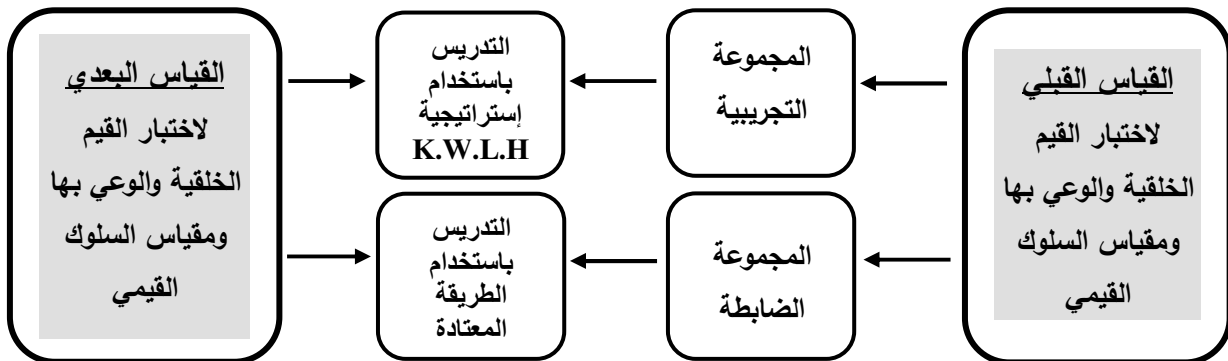 القياس القبلي
لاختبار القيم
الخلقية والوعي بها
ومقياس السلوك
القيمي
المجموعة
التجريبية
التدريس
باستخدام
إستراتيجية
K.W.L.H
المجموعة
الضابطة
التدريس
باستخدام
الطريقة
المعتادة
القياس البعدي
لاختبار القيم
الخلقية والوعي بها
ومقياس السلوك
القيمي